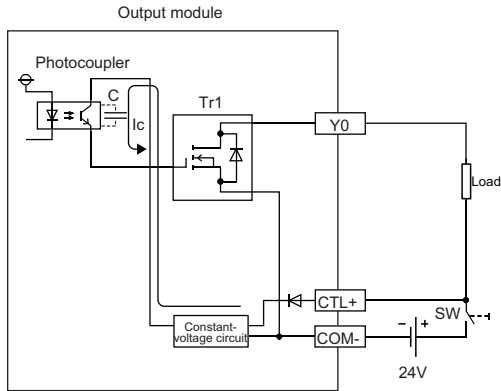 Output module
Photocoupler
C
Ic
Tr1
Y0
Load
CTL+
SW
Constant-
voltage circuit
COM-
− +
24V